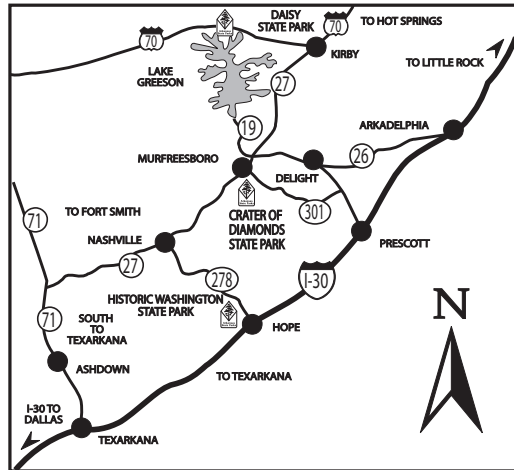 DAISY
STATE PARK
TO HOT SPRINGS
70
70
KIRBY
TO LITTLE ROCK
LAKE
GREESON
27
19
ARKADELPHIA
MURFREESBORO
26
DELIGHT
71
301
TO FORT SMITH
CRATER OF
DIAMONDS
STATE PARK
NASHVILLE
PRESCOTT
27
278
I-30
HISTORIC WASHINGTON
STATE PARK
N
71
SOUTH
TO
TEXARKANA
HOPE
ASHDOWN
TO TEXARKANA
I-30 TO
DALLAS
TEXARKANA